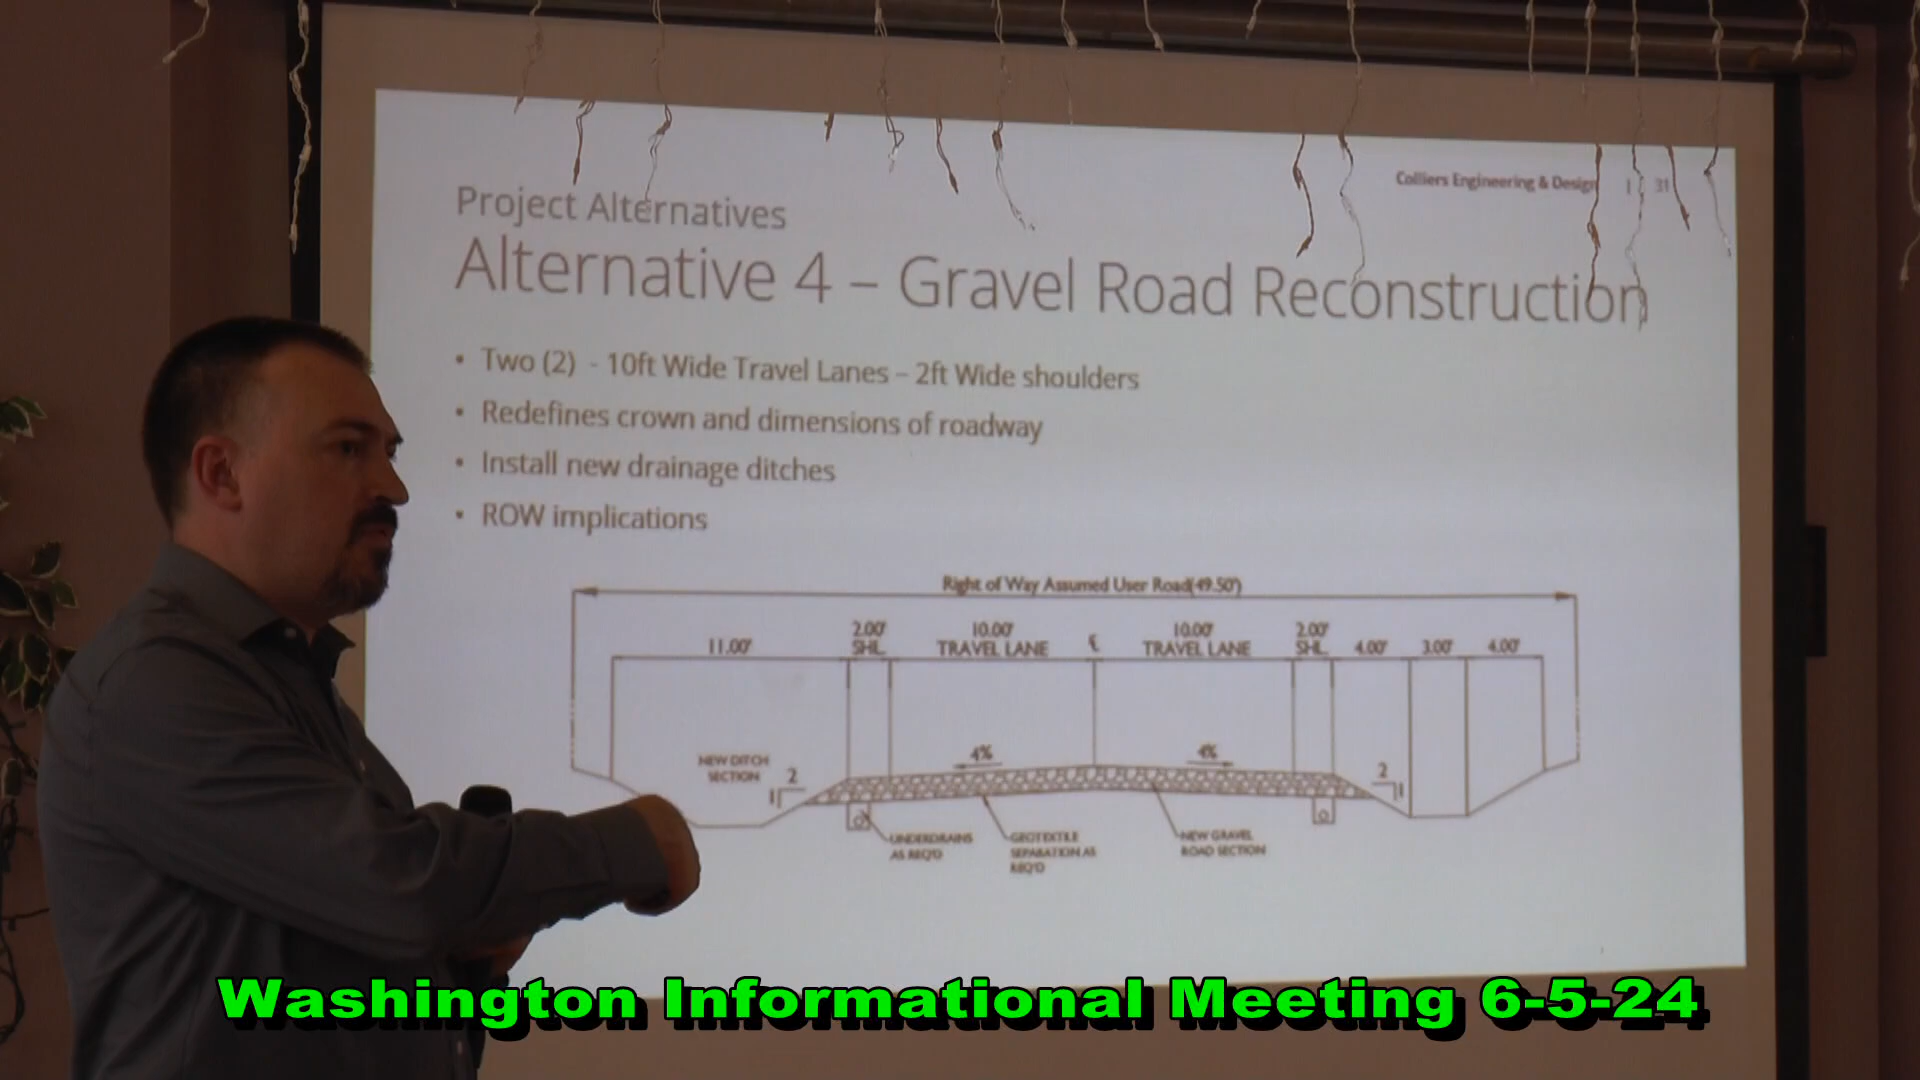 Colliers Engineering & Design | 31
Project Alternatives
Alternative 4 – Gravel Road Reconstruction
• Two (2) - 10ft Wide Travel Lanes – 2ft Wide shoulders
• Redefines crown and dimensions of roadway
• Install new drainage ditches
• ROW implications
Right of Way Assumed User Road(49.50')
11.00' 2.00' SHL 10.00' TRAVEL LANE ℄ 10.00' TRAVEL LANE 2.00' SHL 4.00' 3.00' 4.00'
4% 4%
NEW DITCH
SECTION
2
1
2
1
UNDERDRAINS
AS REQ'D
GEOTEXTILE
SEPARATION AS
REQ'D
NEW GRAVEL
ROAD SECTION
Washington Informational Meeting 6-5-24